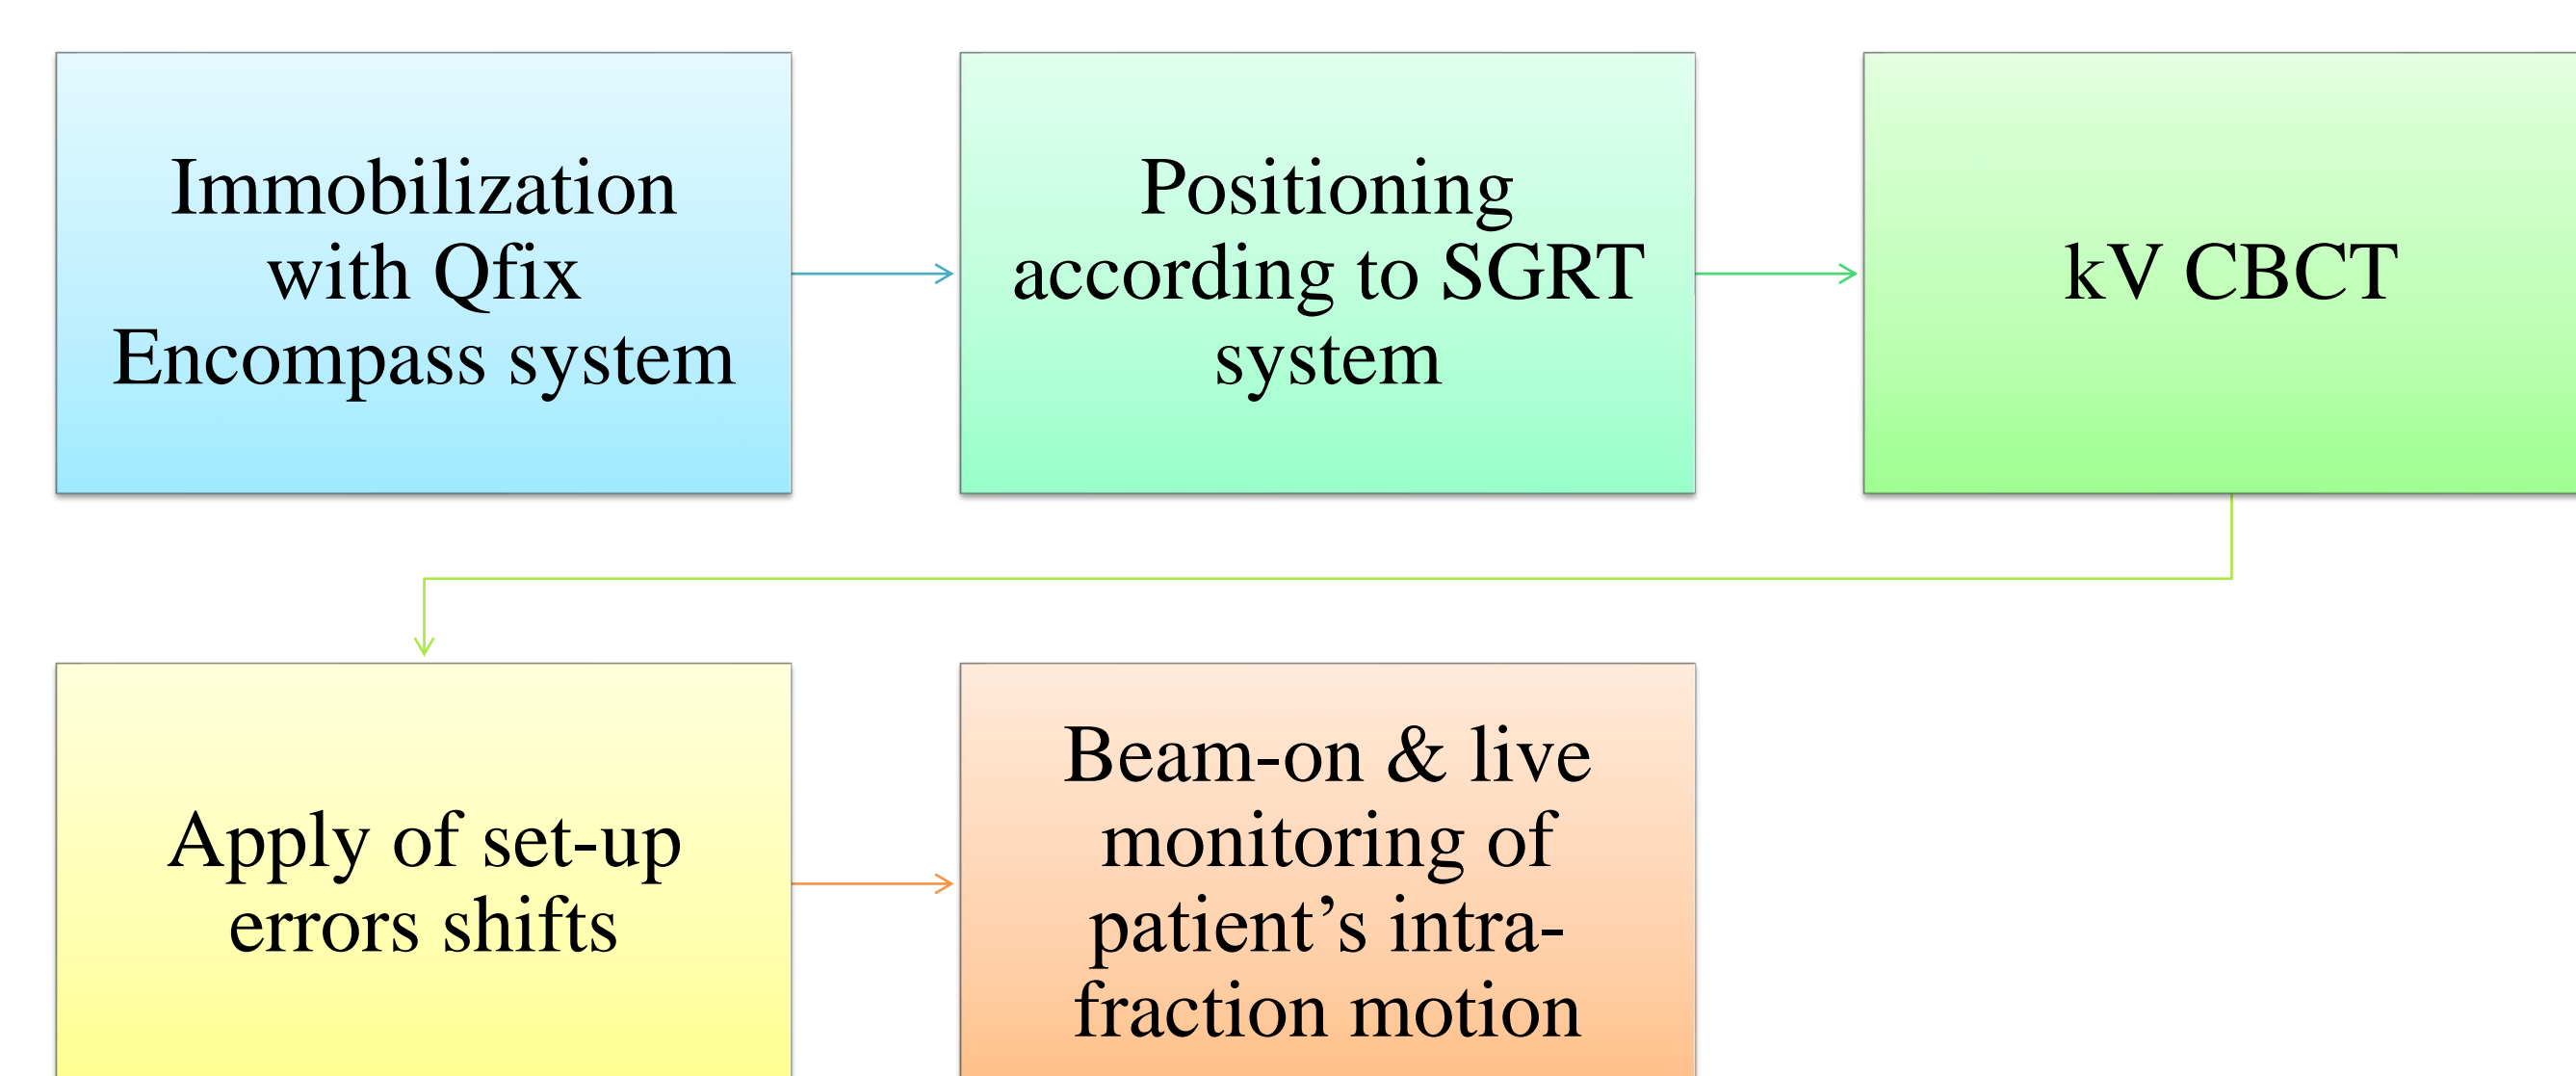 Immobilization
with Qfix
Encompass system
Positioning
according to SGRT
system
kV CBCT
Apply of set-up
errors shifts
Beam-on & live
monitoring of
patient’s intra-
fraction motion